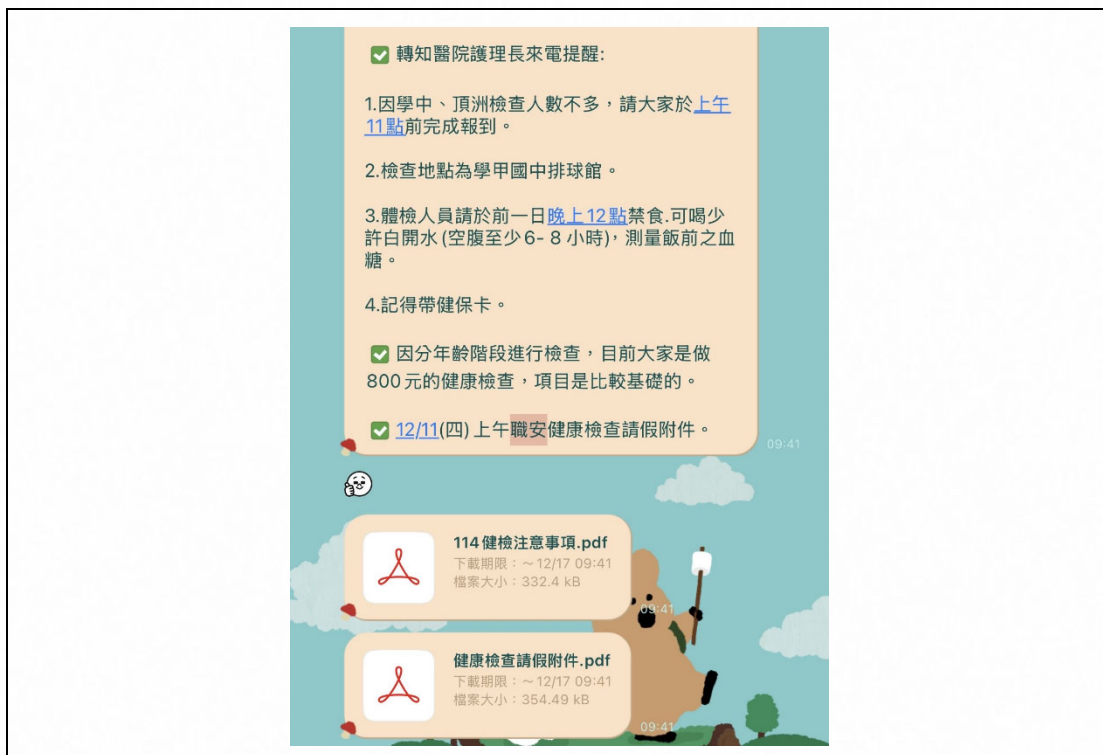 ✅ 轉知醫院護理長來電提醒:
1.因學中、頂洲檢查人數不多，請大家於上午
11點前完成報到。
2.檢查地點為學甲國中排球館。
3.體檢人員請於前一日晚上12點禁食.可喝少
許白開水(空腹至少6- 8 小時)，測量飯前之血
糖。
4.記得帶健保卡。
✅ 因分年齡階段進行檢查，目前大家是做
800元的健康檢查，項目是比較基礎的。
✅ 12/11(四) 上午職安健康檢查請假附件。
09:41
114健檢注意事項.pdf
下載期限：～12/17 09:41
檔案大小：332.4 kB
09:41
健康檢查請假附件.pdf
下載期限：～12/17 09:41
檔案大小：354.49 kB
09:41